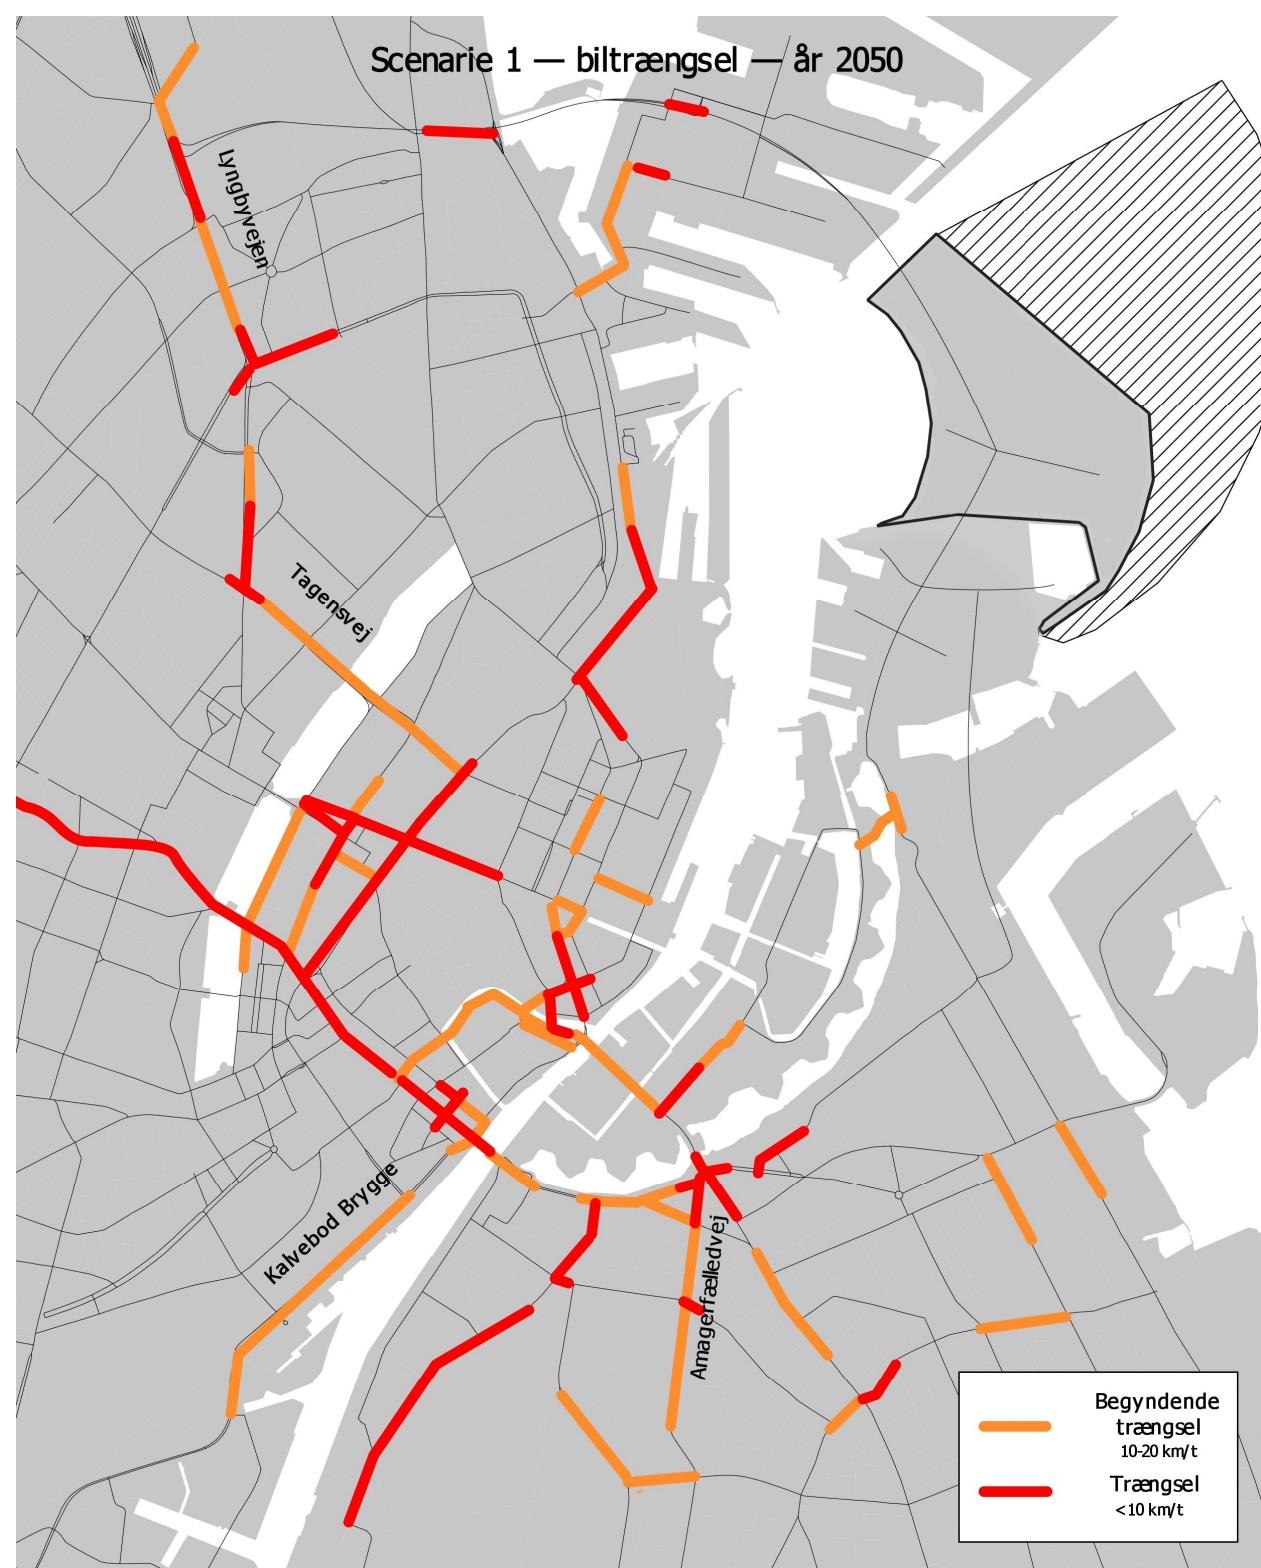 Scenarie 1 — biltrængsel — år 2050
Lyngbyvejen
Tagensvej
Kalvebod Brygge
Amagerfælledvej
Begyndende
trængsel
10-20 km/t
Trængsel
<10 km/t